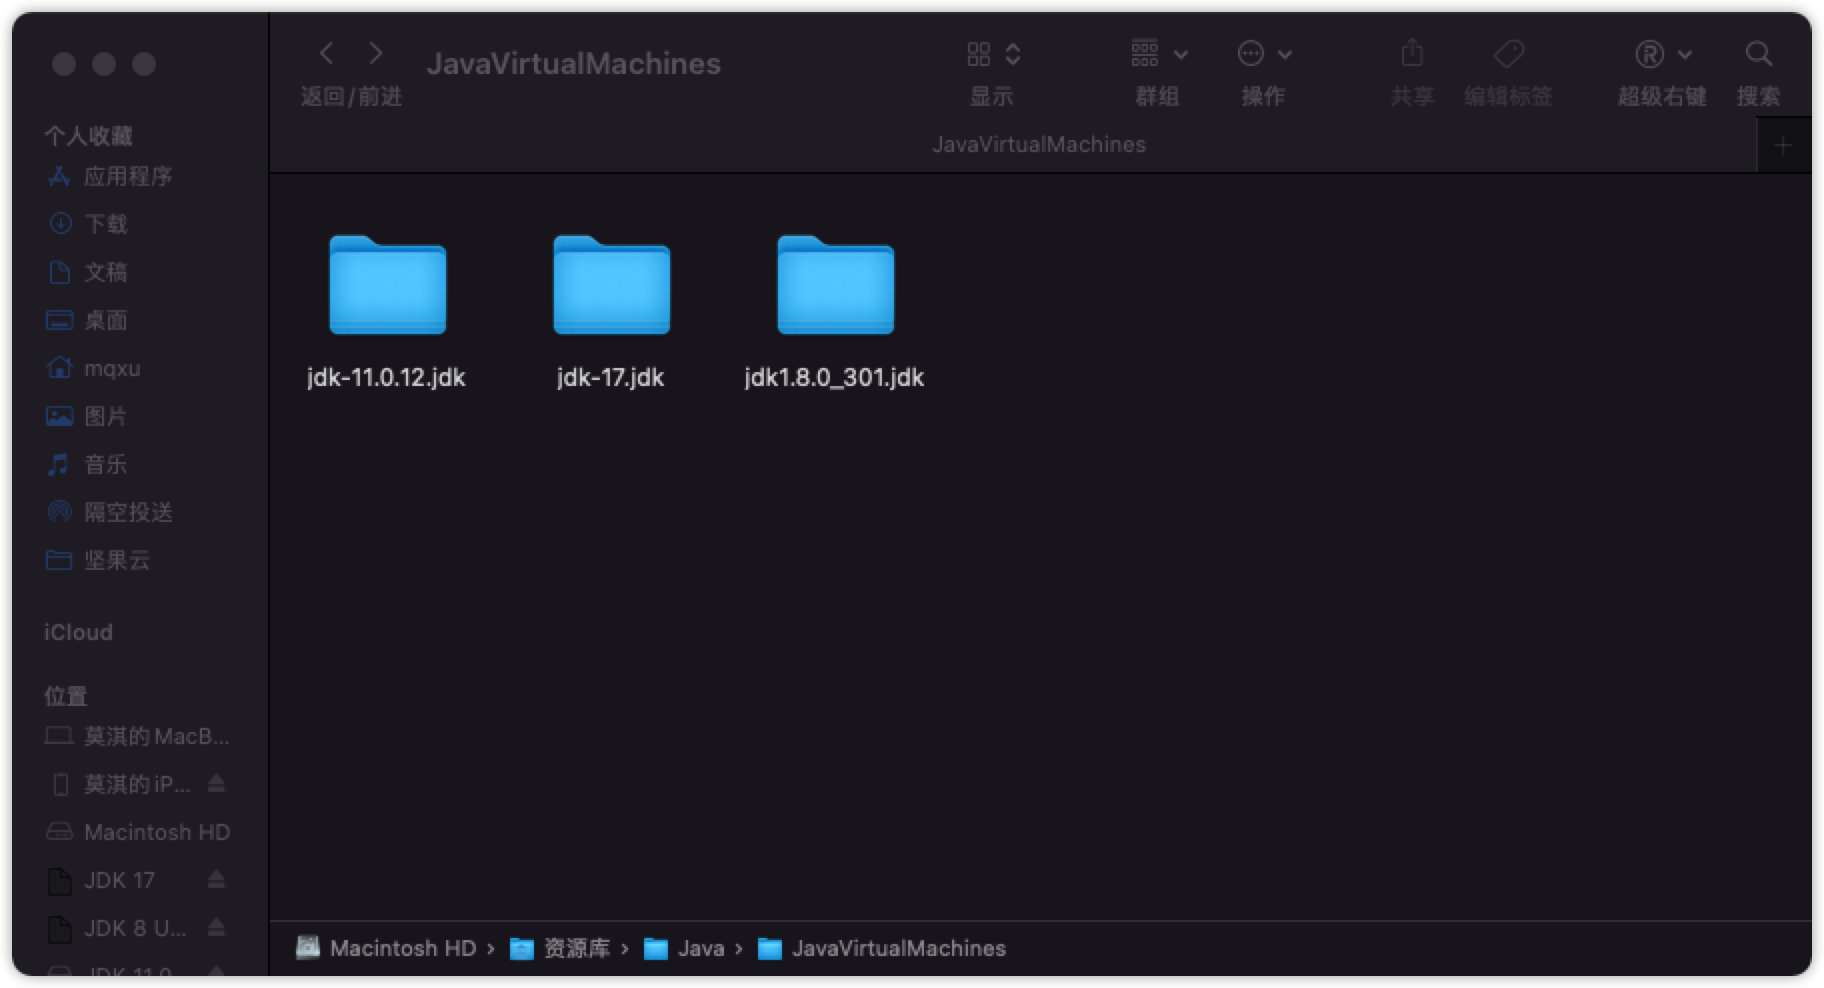 JavaVirtualMachines
返回/前进
显示
群组
操作
共享
编辑标签
超级右键
搜索
JavaVirtualMachines
个人收藏
应用程序
下载
文稿
桌面
mqxu
图片
音乐
隔空投送
坚果云
iCloud
位置
莫淇的 MacB...
莫淇的 iP...
Macintosh HD
JDK 17
JDK 8 U...
JDK 11.0
jdk-11.0.12.jdk
jdk-17.jdk
jdk1.8.0_301.jdk
Macintosh HD › 资源库 › Java › JavaVirtualMachines